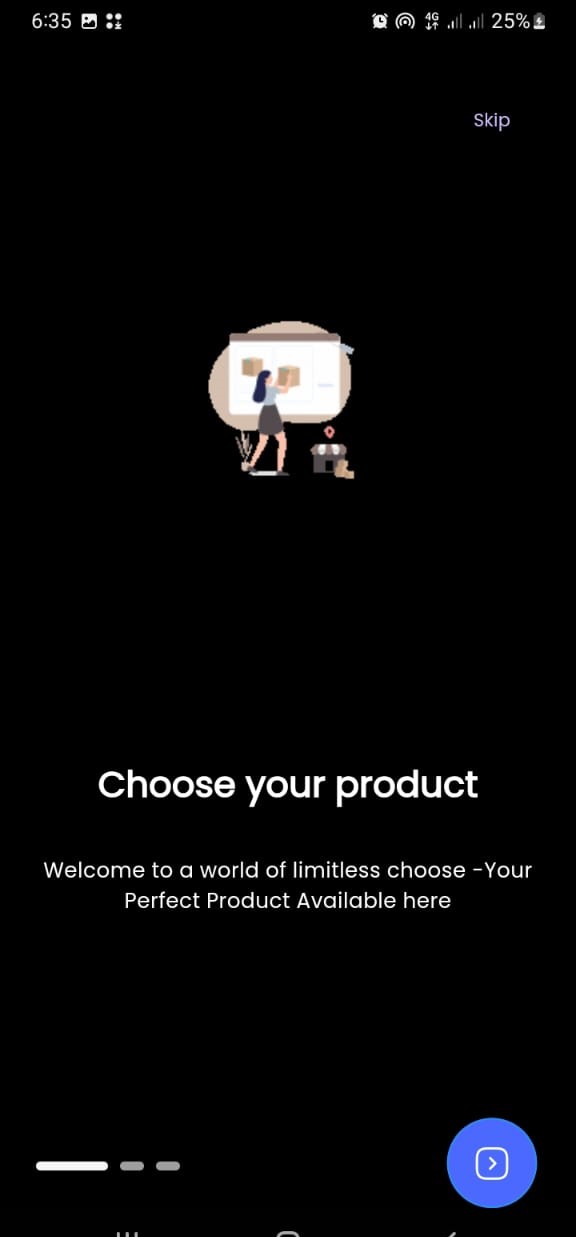 6:35
4G
25%
Skip
Choose your product
Welcome to a world of limitless choose -Your
Perfect Product Available here